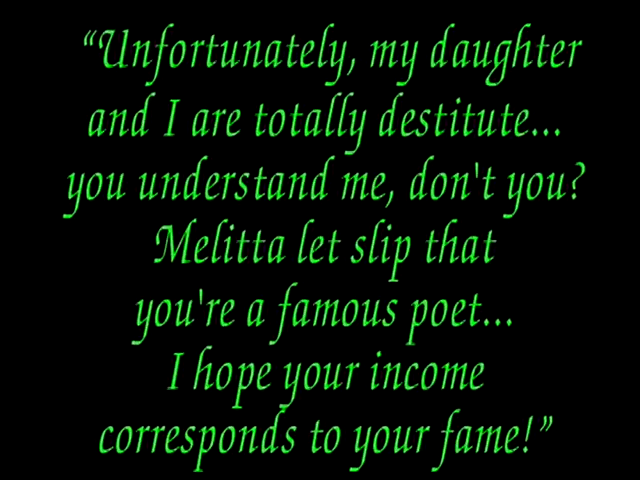 “Unfortunately, my daughter
and I are totally destitute...
you understand me, don't you?
Melitta let slip that
you're a famous poet...
I hope your income
corresponds to your fame!”